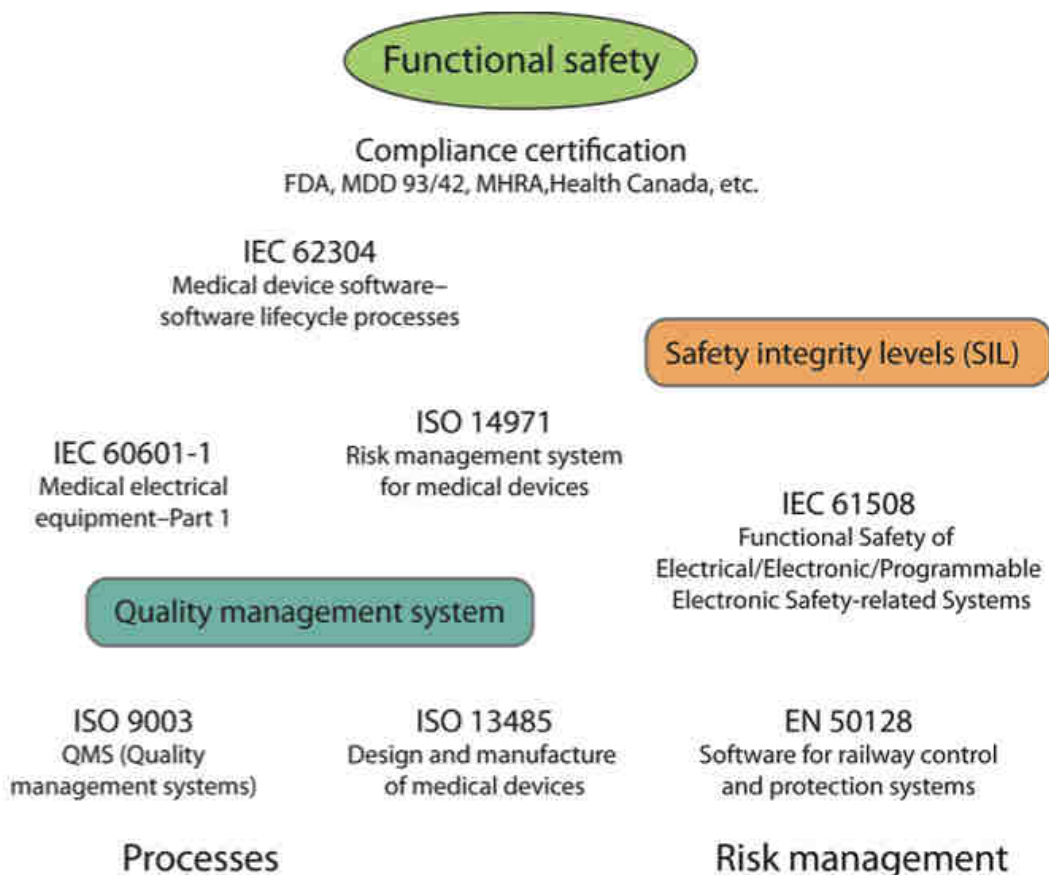 Functional safety
Compliance certification
FDA, MDD 93/42, MHRA,Health Canada, etc.
IEC 62304
Medical device software–
software lifecycle processes
Safety integrity levels (SIL)
ISO 14971
Risk management system
for medical devices
IEC 60601-1
Medical electrical
equipment–Part 1
IEC 61508
Functional Safety of
Electrical/Electronic/Programmable
Electronic Safety-related Systems
Quality management system
ISO 9003
QMS (Quality
management systems)
ISO 13485
Design and manufacture
of medical devices
EN 50128
Software for railway control
and protection systems
Processes
Risk management